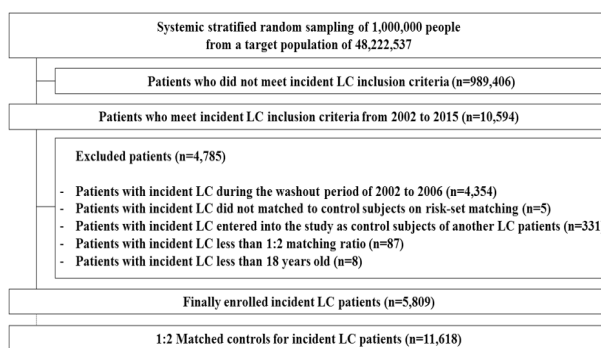 Systemic stratified random sampling of 1,000,000 people
from a target population of 48,222,537
Patients who did not meet incident LC inclusion criteria (n=989,406)
Patients who meet incident LC inclusion criteria from 2002 to 2015 (n=10,594)
Excluded patients (n=4,785)
- Patients with incident LC during the washout period of 2002 to 2006 (n=4,354)
- Patients with incident LC did not matched to control subjects on risk-set matching (n=5)
- Patients with incident LC entered into the study as control subjects of another LC patients (n=331
- Patients with incident LC less than 1:2 matching ratio (n=87)
- Patients with incident LC less than 18 years old (n=8)
Finally enrolled incident LC patients (n=5,809)
1:2 Matched controls for incident LC patients (n=11,618)